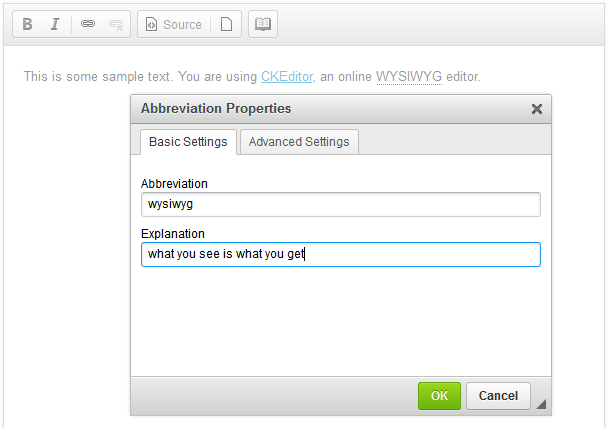 B I Source
This is some sample text. You are using CKEditor, an online WYSIWYG editor.
Abbreviation Properties
Basic Settings Advanced Settings
Abbreviation
wysiwyg
Explanation
what you see is what you get
OK Cancel